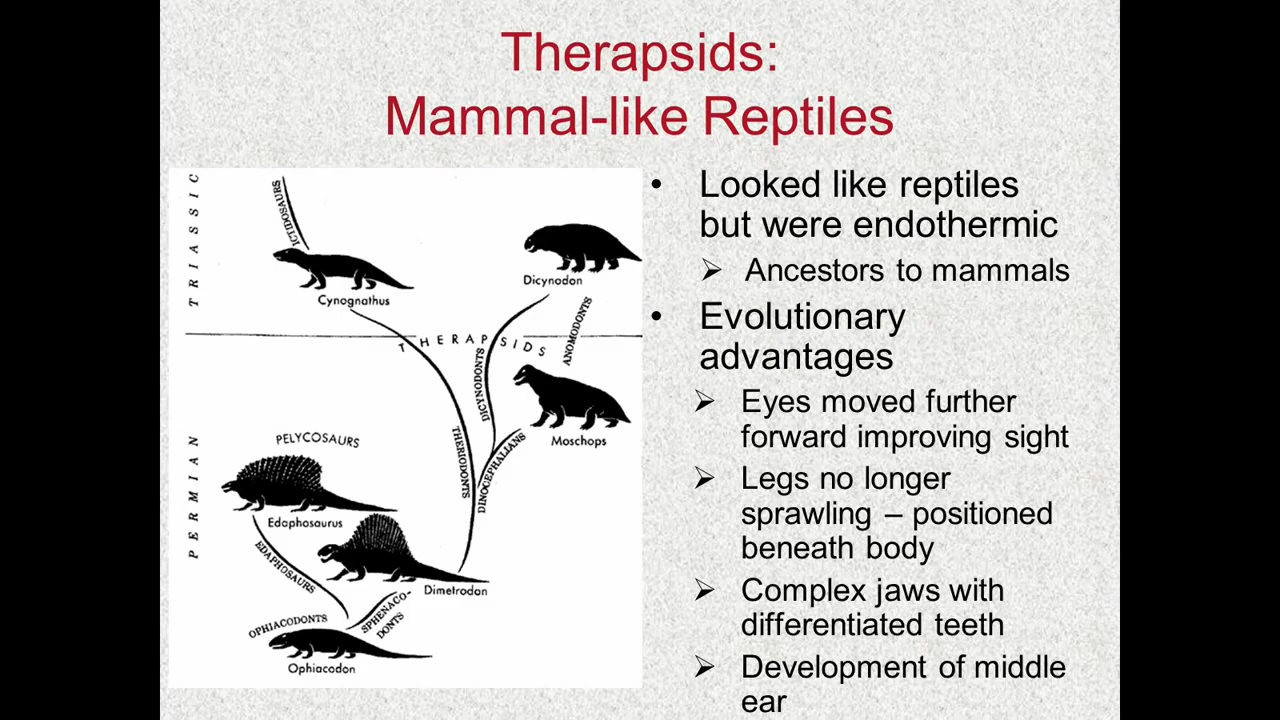 Therapsids:
Mammal-like Reptiles
TRIASSIC
ICTIDOSAURS
Cynognathus
Dicynodon
ANOMODONTS
THERAPSIDS
DICYNODONTS
Moschops
THERIODONTS
DINOCEPHALIANS
PERMIAN
PELYCOSAURS
Edaphosaurus
EDAPHOSAURS
Dimetrodon
SPHENACO-
DONTS
OPHIACODONTS
Ophiacodon
• Looked like reptiles
but were endothermic
➢ Ancestors to mammals
• Evolutionary
advantages
➢ Eyes moved further
forward improving sight
➢ Legs no longer
sprawling – positioned
beneath body
➢ Complex jaws with
differentiated teeth
➢ Development of middle
ear